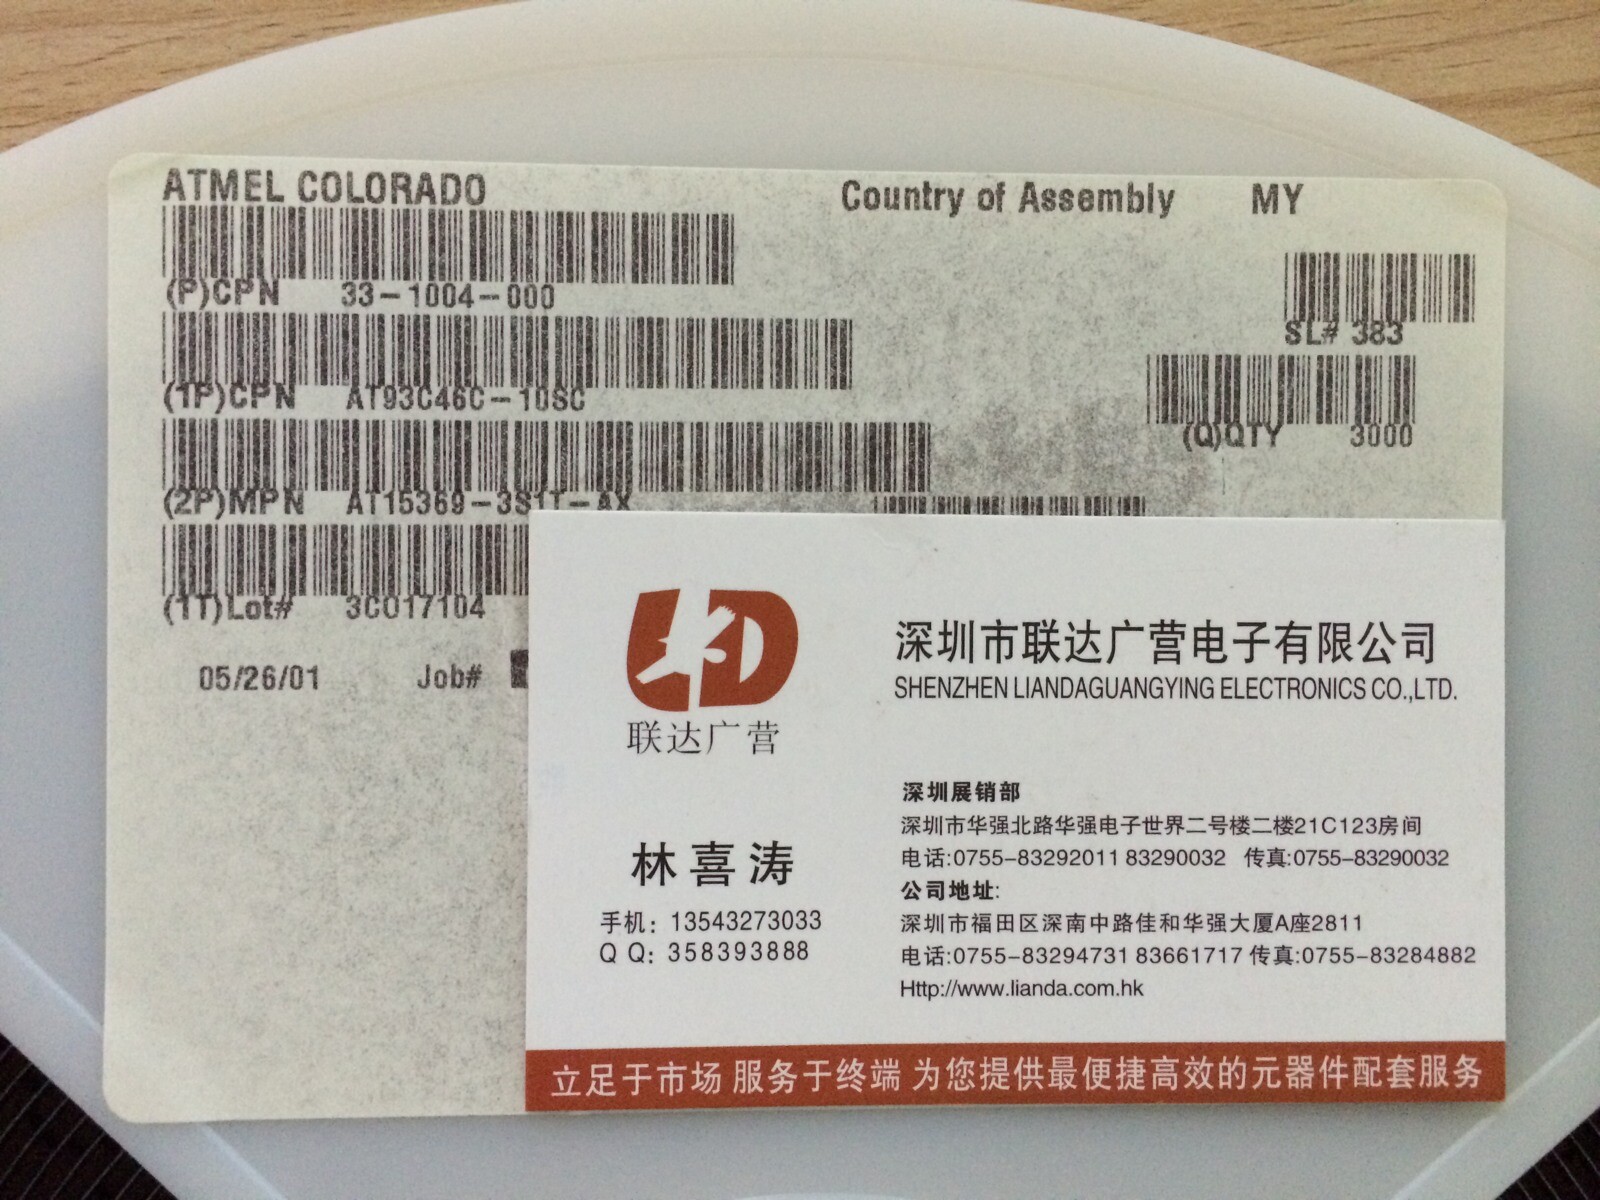 ATMEL COLORADO
Country of Assembly MY
(P)CPN 33-1004-000
SL# 383
(1P)CPN AT93C46C-10SC
(Q)QTY 3000
(2P)MPN AT15369-3S1T-AX
(1T)Lot# 3C017104
05/26/01 Job#
联达广营
深圳市联达广营电子有限公司
SHENZHEN LIANDAGUANGYING ELECTRONICS CO.,LTD.
林喜涛
手机：13543273033
Q Q：358393888
深圳展销部
深圳市华强北路华强电子世界二号楼二楼21C123房间
电话:0755-83292011 83290032 传真:0755-83290032
公司地址:
深圳市福田区深南中路佳和华强大厦A座2811
电话:0755-83294731 83661717 传真:0755-83284882
Http://www.lianda.com.hk
立足于市场 服务于终端 为您提供最便捷高效的元器件配套服务